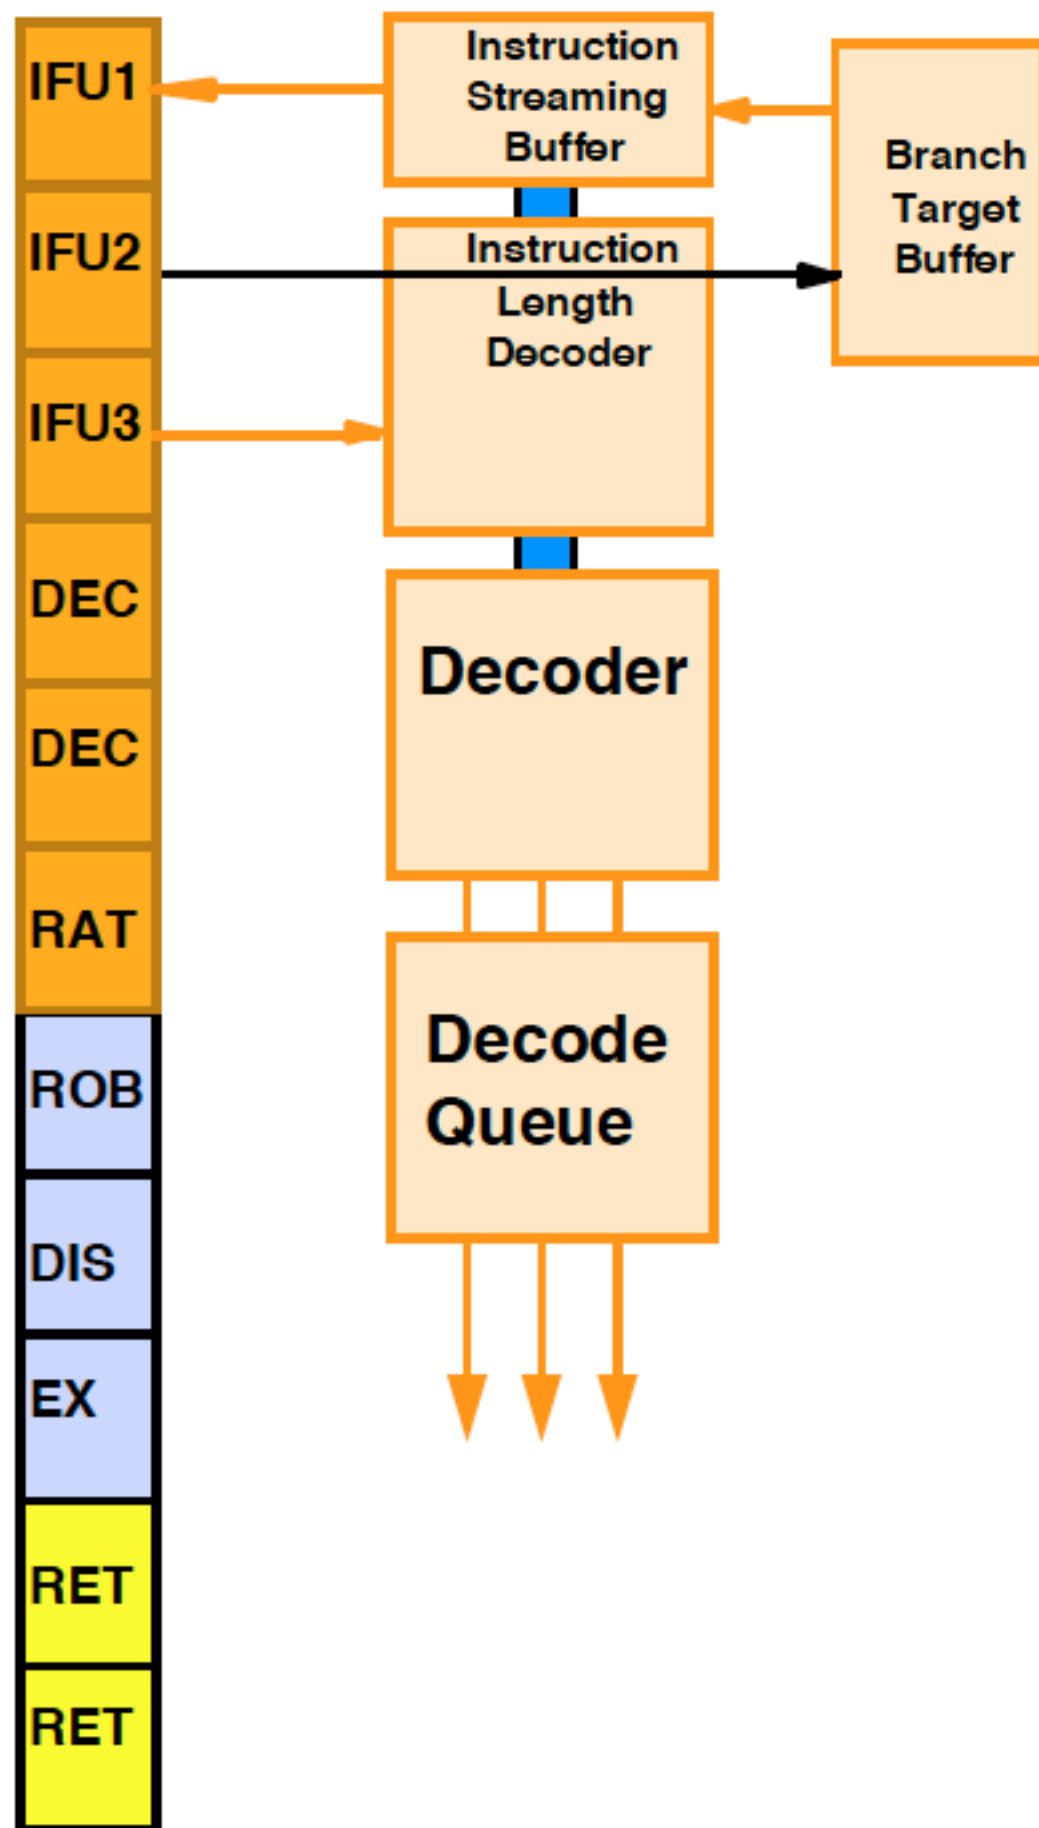 IFU1
IFU2
IFU3
DEC
DEC
RAT
ROB
DIS
EX
RET
RET
Instruction
Streaming
Buffer
Instruction
Length
Decoder
Decoder
Decode
Queue
Branch
Target
Buffer